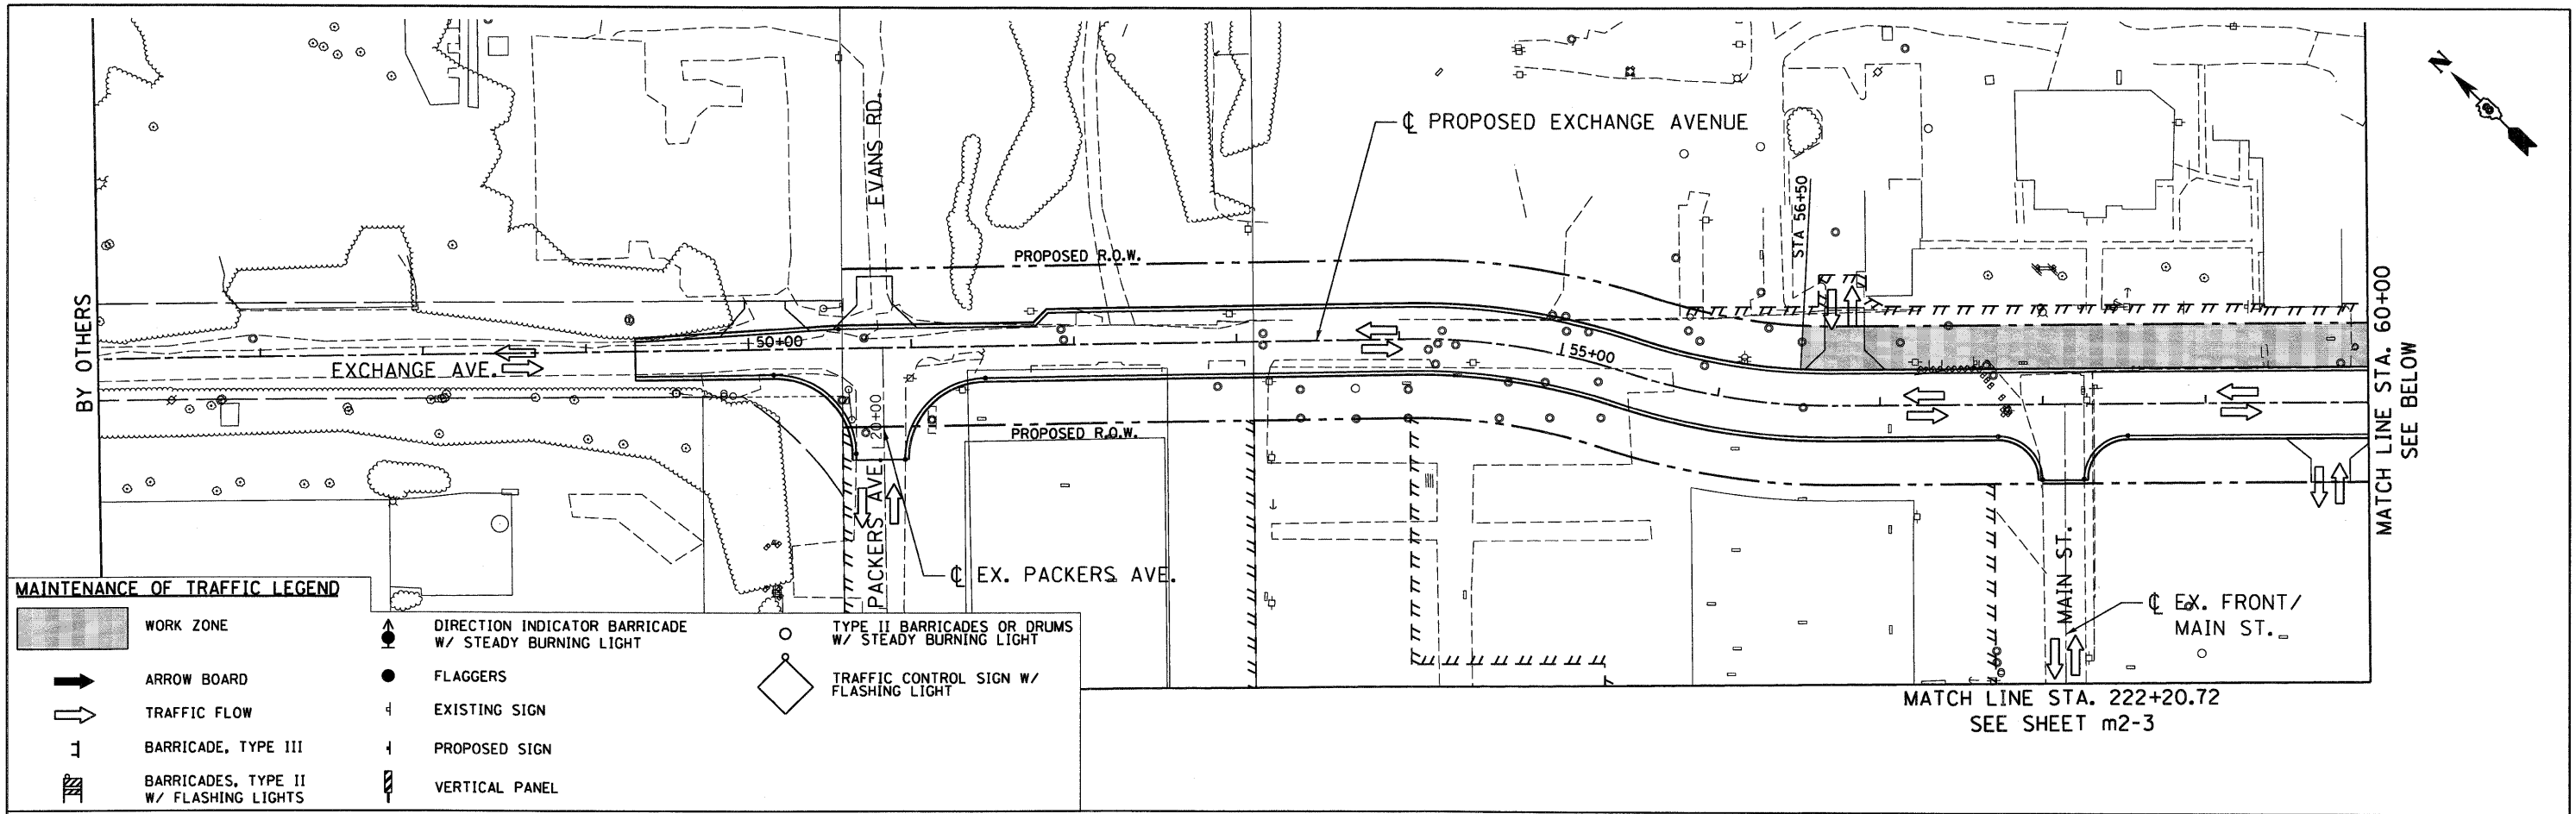 N
℄ PROPOSED EXCHANGE AVENUE
EVANS RD.
STA 56+50
PROPOSED R.O.W.
BY OTHERS
EXCHANGE AVE.
50+00
55+00
MATCH LINE STA. 60+00
SEE BELOW
20+00
PROPOSED R.O.W.
PACKERS AVE.
℄ EX. PACKERS AVE.
MAIN ST.
℄ EX. FRONT/
MAIN ST.
MATCH LINE STA. 222+20.72
SEE SHEET m2-3
MAINTENANCE OF TRAFFIC LEGEND
WORK ZONE
ARROW BOARD
TRAFFIC FLOW
BARRICADE, TYPE III
BARRICADES, TYPE II
W/ FLASHING LIGHTS
DIRECTION INDICATOR BARRICADE
W/ STEADY BURNING LIGHT
FLAGGERS
EXISTING SIGN
PROPOSED SIGN
VERTICAL PANEL
TYPE II BARRICADES OR DRUMS
W/ STEADY BURNING LIGHT
TRAFFIC CONTROL SIGN W/
FLASHING LIGHT